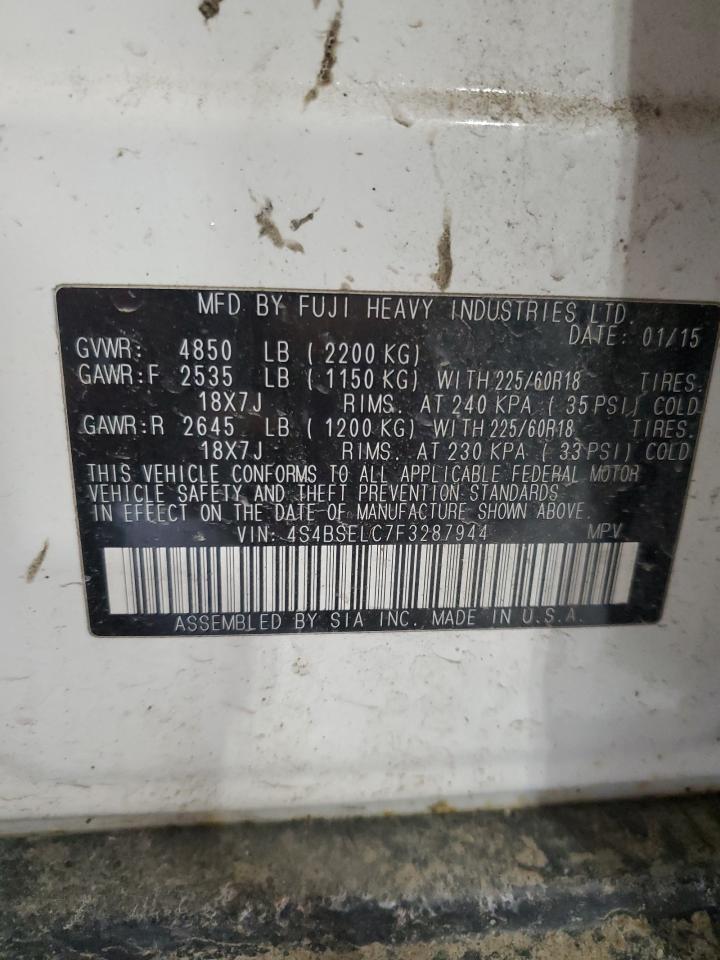 MFD BY FUJI HEAVY INDUSTRIES LTD.
DATE: 01/15
GVWR: 4850 LB ( 2200 KG)
GAWR:F 2535 LB ( 1150 KG) WITH 225/60R18 TIRES.
18X7J RIMS. AT 240 KPA ( 35 PSI) COLD
GAWR:R 2645 LB ( 1200 KG) WITH 225/60R18 TIRES.
18X7J RIMS. AT 230 KPA ( 33 PSI) COLD
THIS VEHICLE CONFORMS TO ALL APPLICABLE FEDERAL MOTOR
VEHICLE SAFETY AND THEFT PREVENTION STANDARDS
IN EFFECT ON THE DATE OF MANUFACTURE SHOWN ABOVE.
VIN: 4S4BSELC7F3287944 MPV
ASSEMBLED BY SIA INC. MADE IN U.S.A.